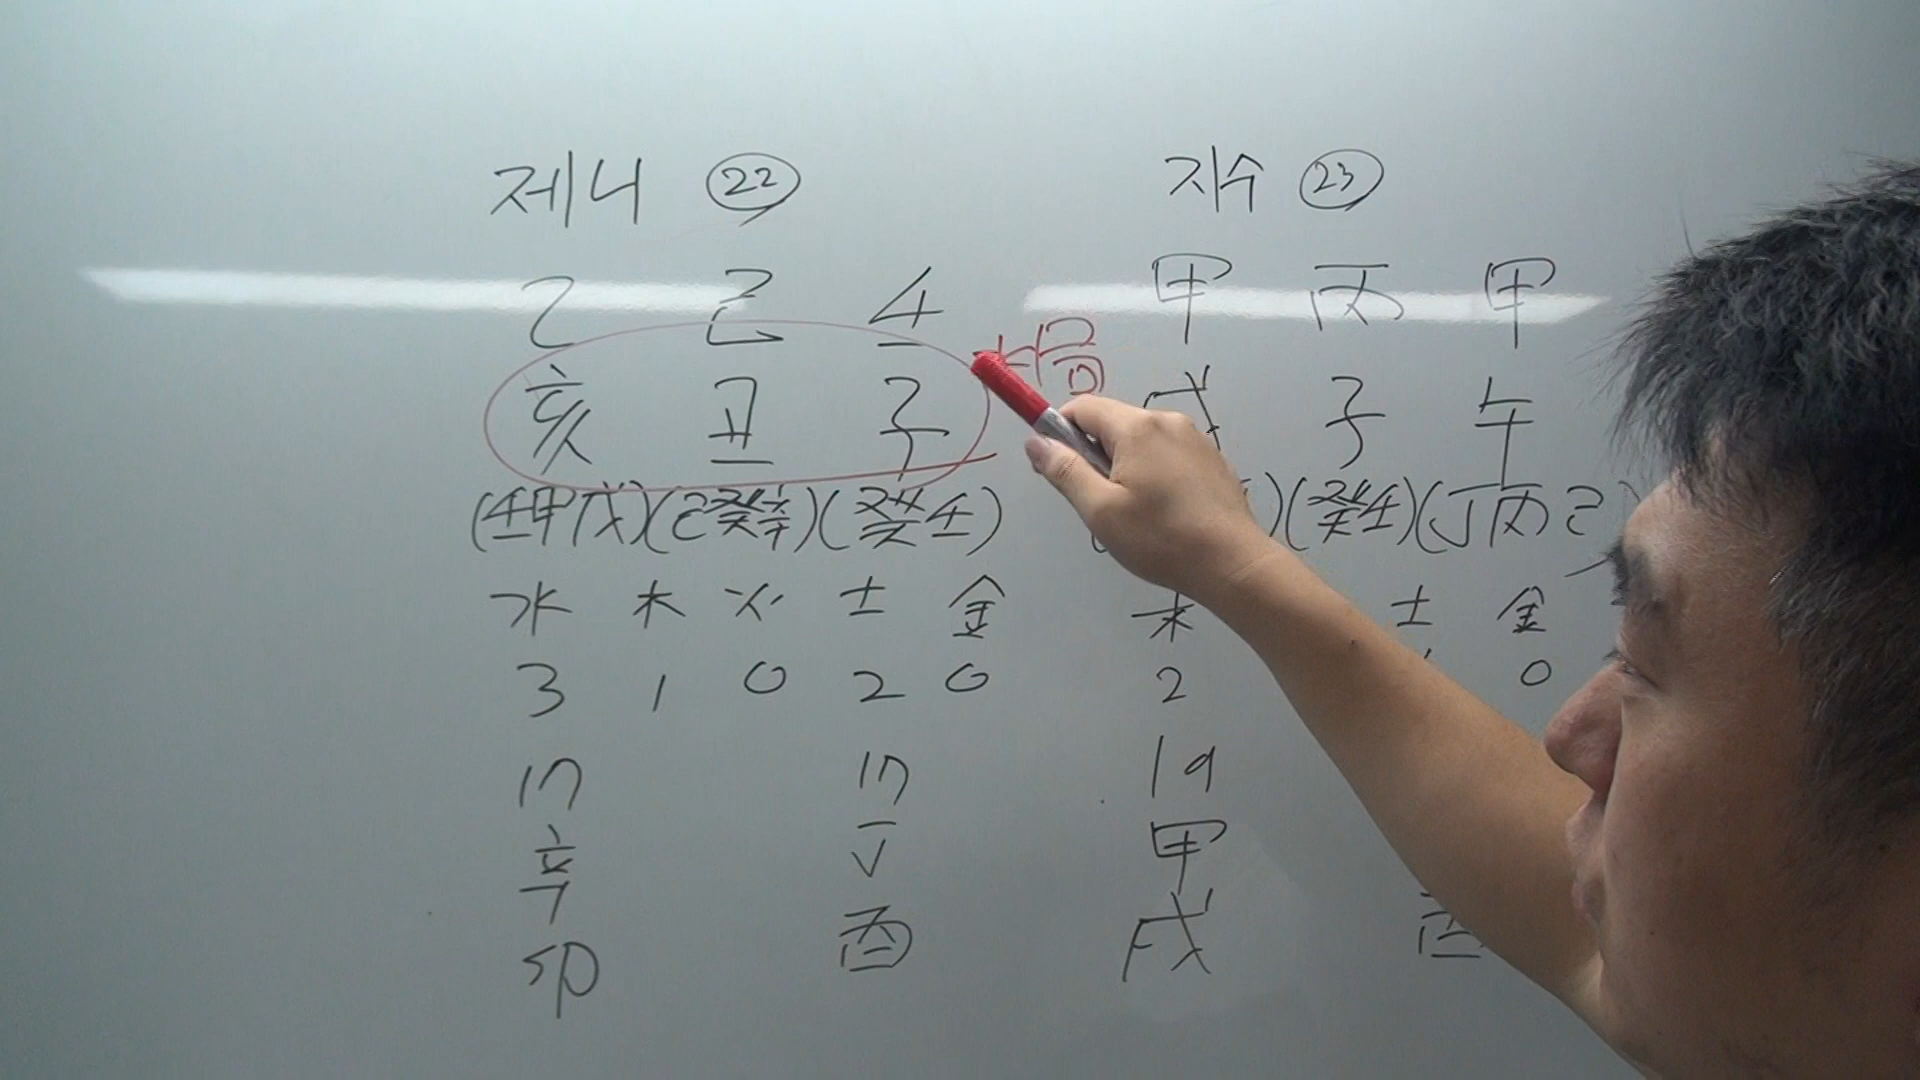 제니 22 지수 23
乙 己 壬 甲 丙 甲
亥 丑 子 戌 子 午
(壬甲戊)(己癸辛)(癸壬) )(癸壬)(丁丙己)
水 木 火 土 金 木 土 金
3 1 0 2 0 2 0
17 17 19
辛 丁 甲
卯 酉 戌 酉